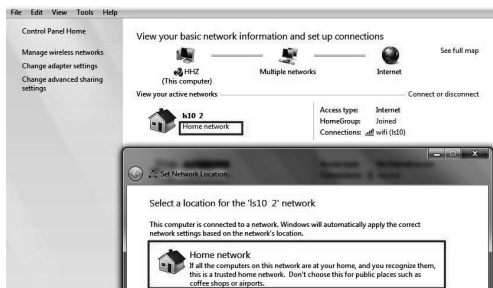 File Edit View Tools Help
Control Panel Home
Manage wireless networks
Change adapter settings
Change advanced sharing
settings
View your basic network information and set up connections
See full map
HHZ
(This computer)
Multiple networks
Internet
View your active networks
Connect or disconnect
ls10 2
Home network
Access type: Internet
HomeGroup: Joined
Connections: wifi (ls10)
Set Network Location
Select a location for the 'ls10 2' network
This computer is connected to a network. Windows will automatically apply the correct
network settings based on the network's location.
Home network
If all the computers on this network are at your home, and you recognize them,
this is a trusted home network. Don't choose this for public places such as
coffee shops or airports.